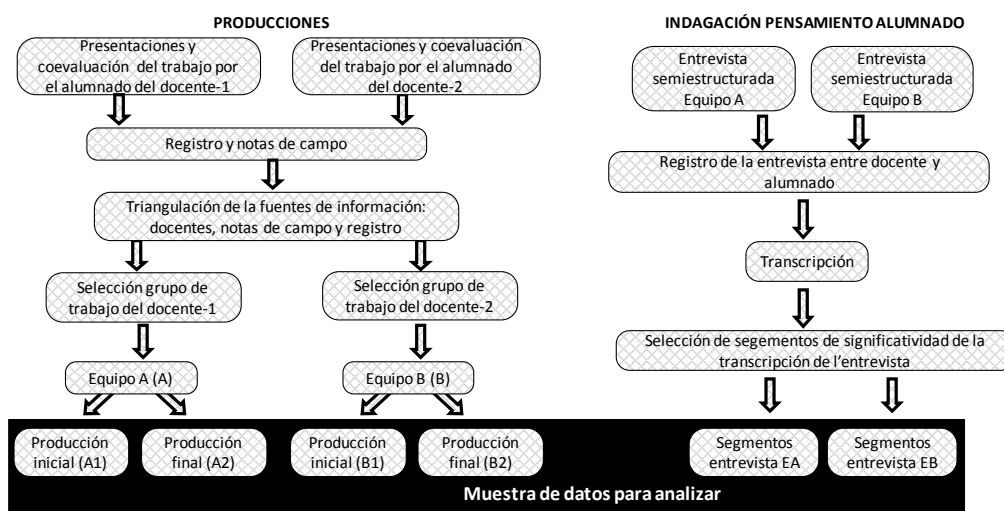 PRODUCCIONES
Presentaciones y
coevaluación del trabajo por
el alumnado del docente-1
Presentaciones y coevaluación
del trabajo por el alumnado
del docente-2
Registro y notas de campo
Triangulación de la fuentes de información:
docentes, notas de campo y registro
Selección grupo de
trabajo del docente-1
Selección grupo de
trabajo del docente-2
Equipo A (A)
Equipo B (B)
Producción
inicial (A1)
Producción
final (A2)
Producción
inicial (B1)
Producción
final (B2)
INDAGACIÓN PENSAMIENTO ALUMNADO
Entrevista
semiestructurada
Equipo A
Entrevista
semiestructurada
Equipo B
Registro de la entrevista entre docente y
alumnado
Transcripción
Selección de segementos de significatividad de la
transcripción de l'entrevista
Segmentos
entrevista EA
Segmentos
entrevista EB
Muestra de datos para analizar